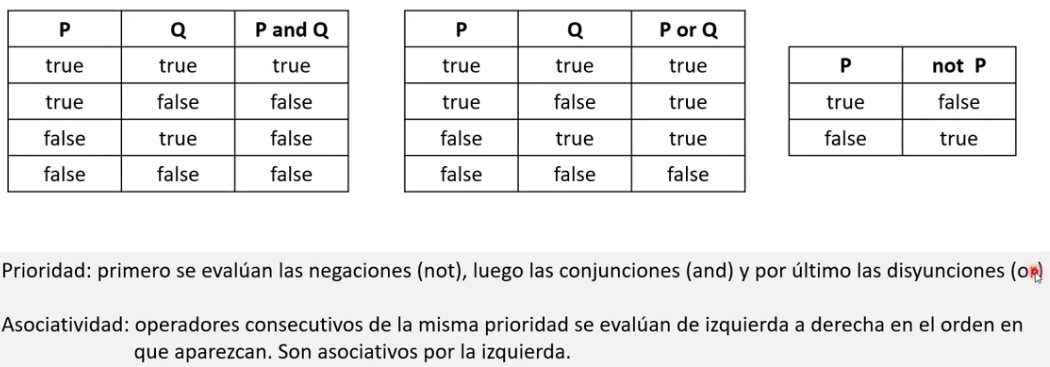 P Q P and Q
true true true
true false false
false true false
false false false
P Q P or Q
true true true
true false true
false true true
false false false
P not P
true false
false true
Prioridad: primero se evalúan las negaciones (not), luego las conjunciones (and) y por último las disyunciones (or)
Asociatividad: operadores consecutivos de la misma prioridad se evalúan de izquierda a derecha en el orden en
que aparezcan. Son asociativos por la izquierda.